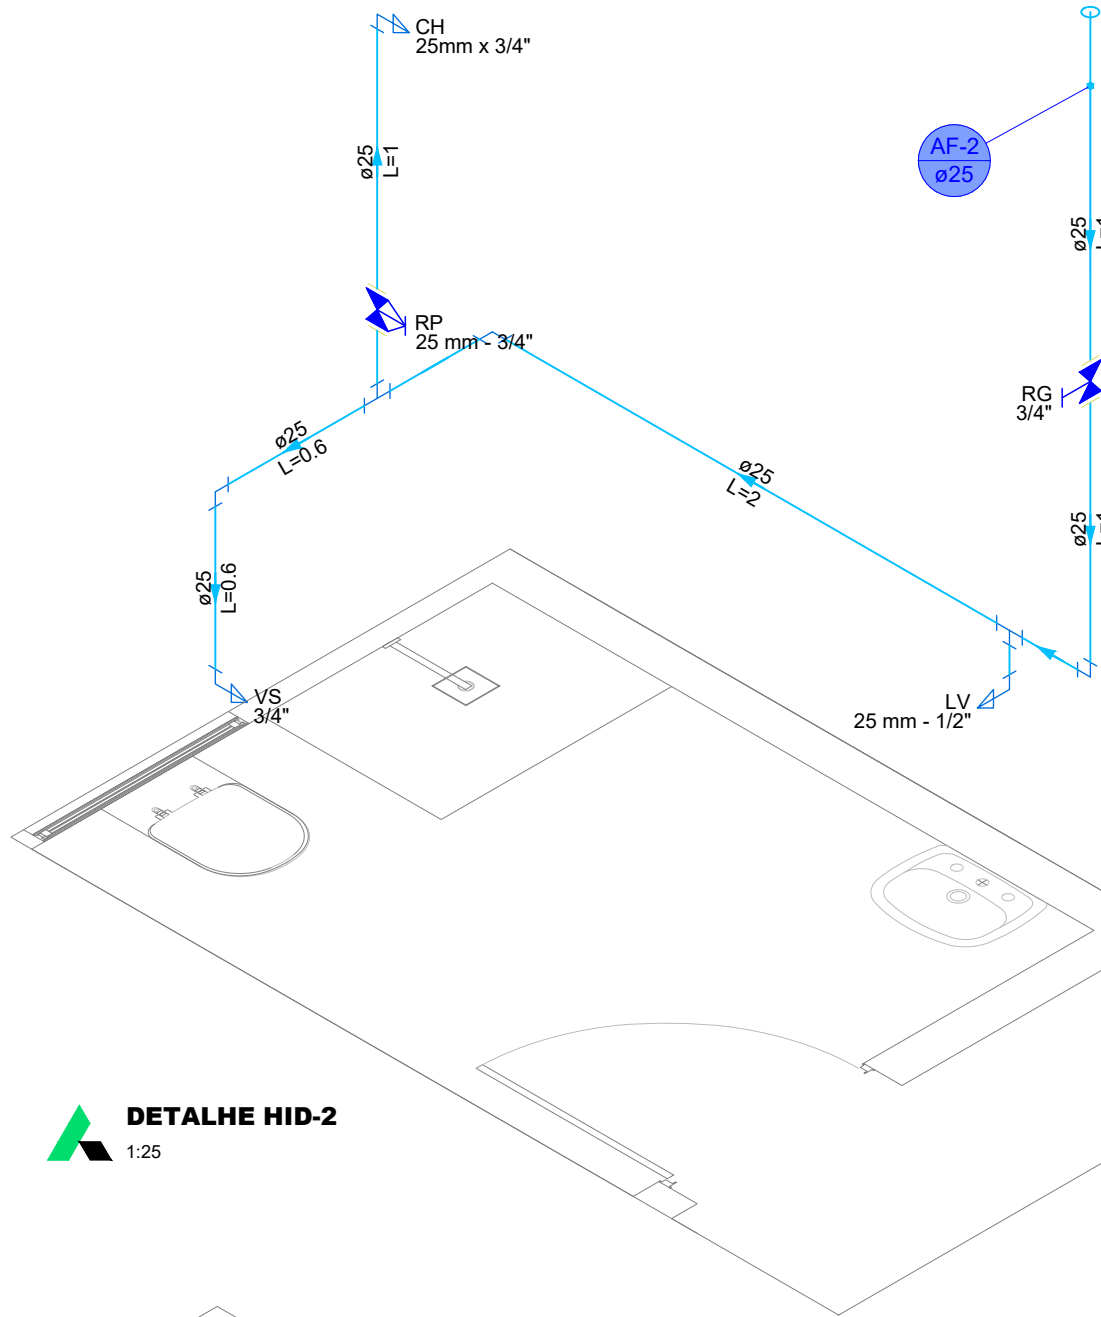 CH
25mm x 3/4"
AF-2
ø25
ø25
L=1
ø25
RP
25 mm - 3/4"
RG
3/4"
ø25
L=0.6
ø25
L=2
ø25
ø25
L=0.6
VS
3/4"
LV
25 mm - 1/2"
DETALHE HID-2
1:25